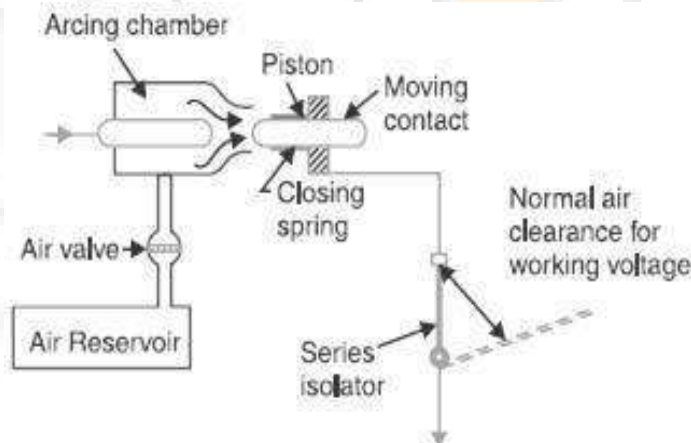 Arcing chamber
Piston
Moving
contact
Closing
spring
Normal air
clearance for
working voltage
Air valve
Air Reservoir
Series
isolator